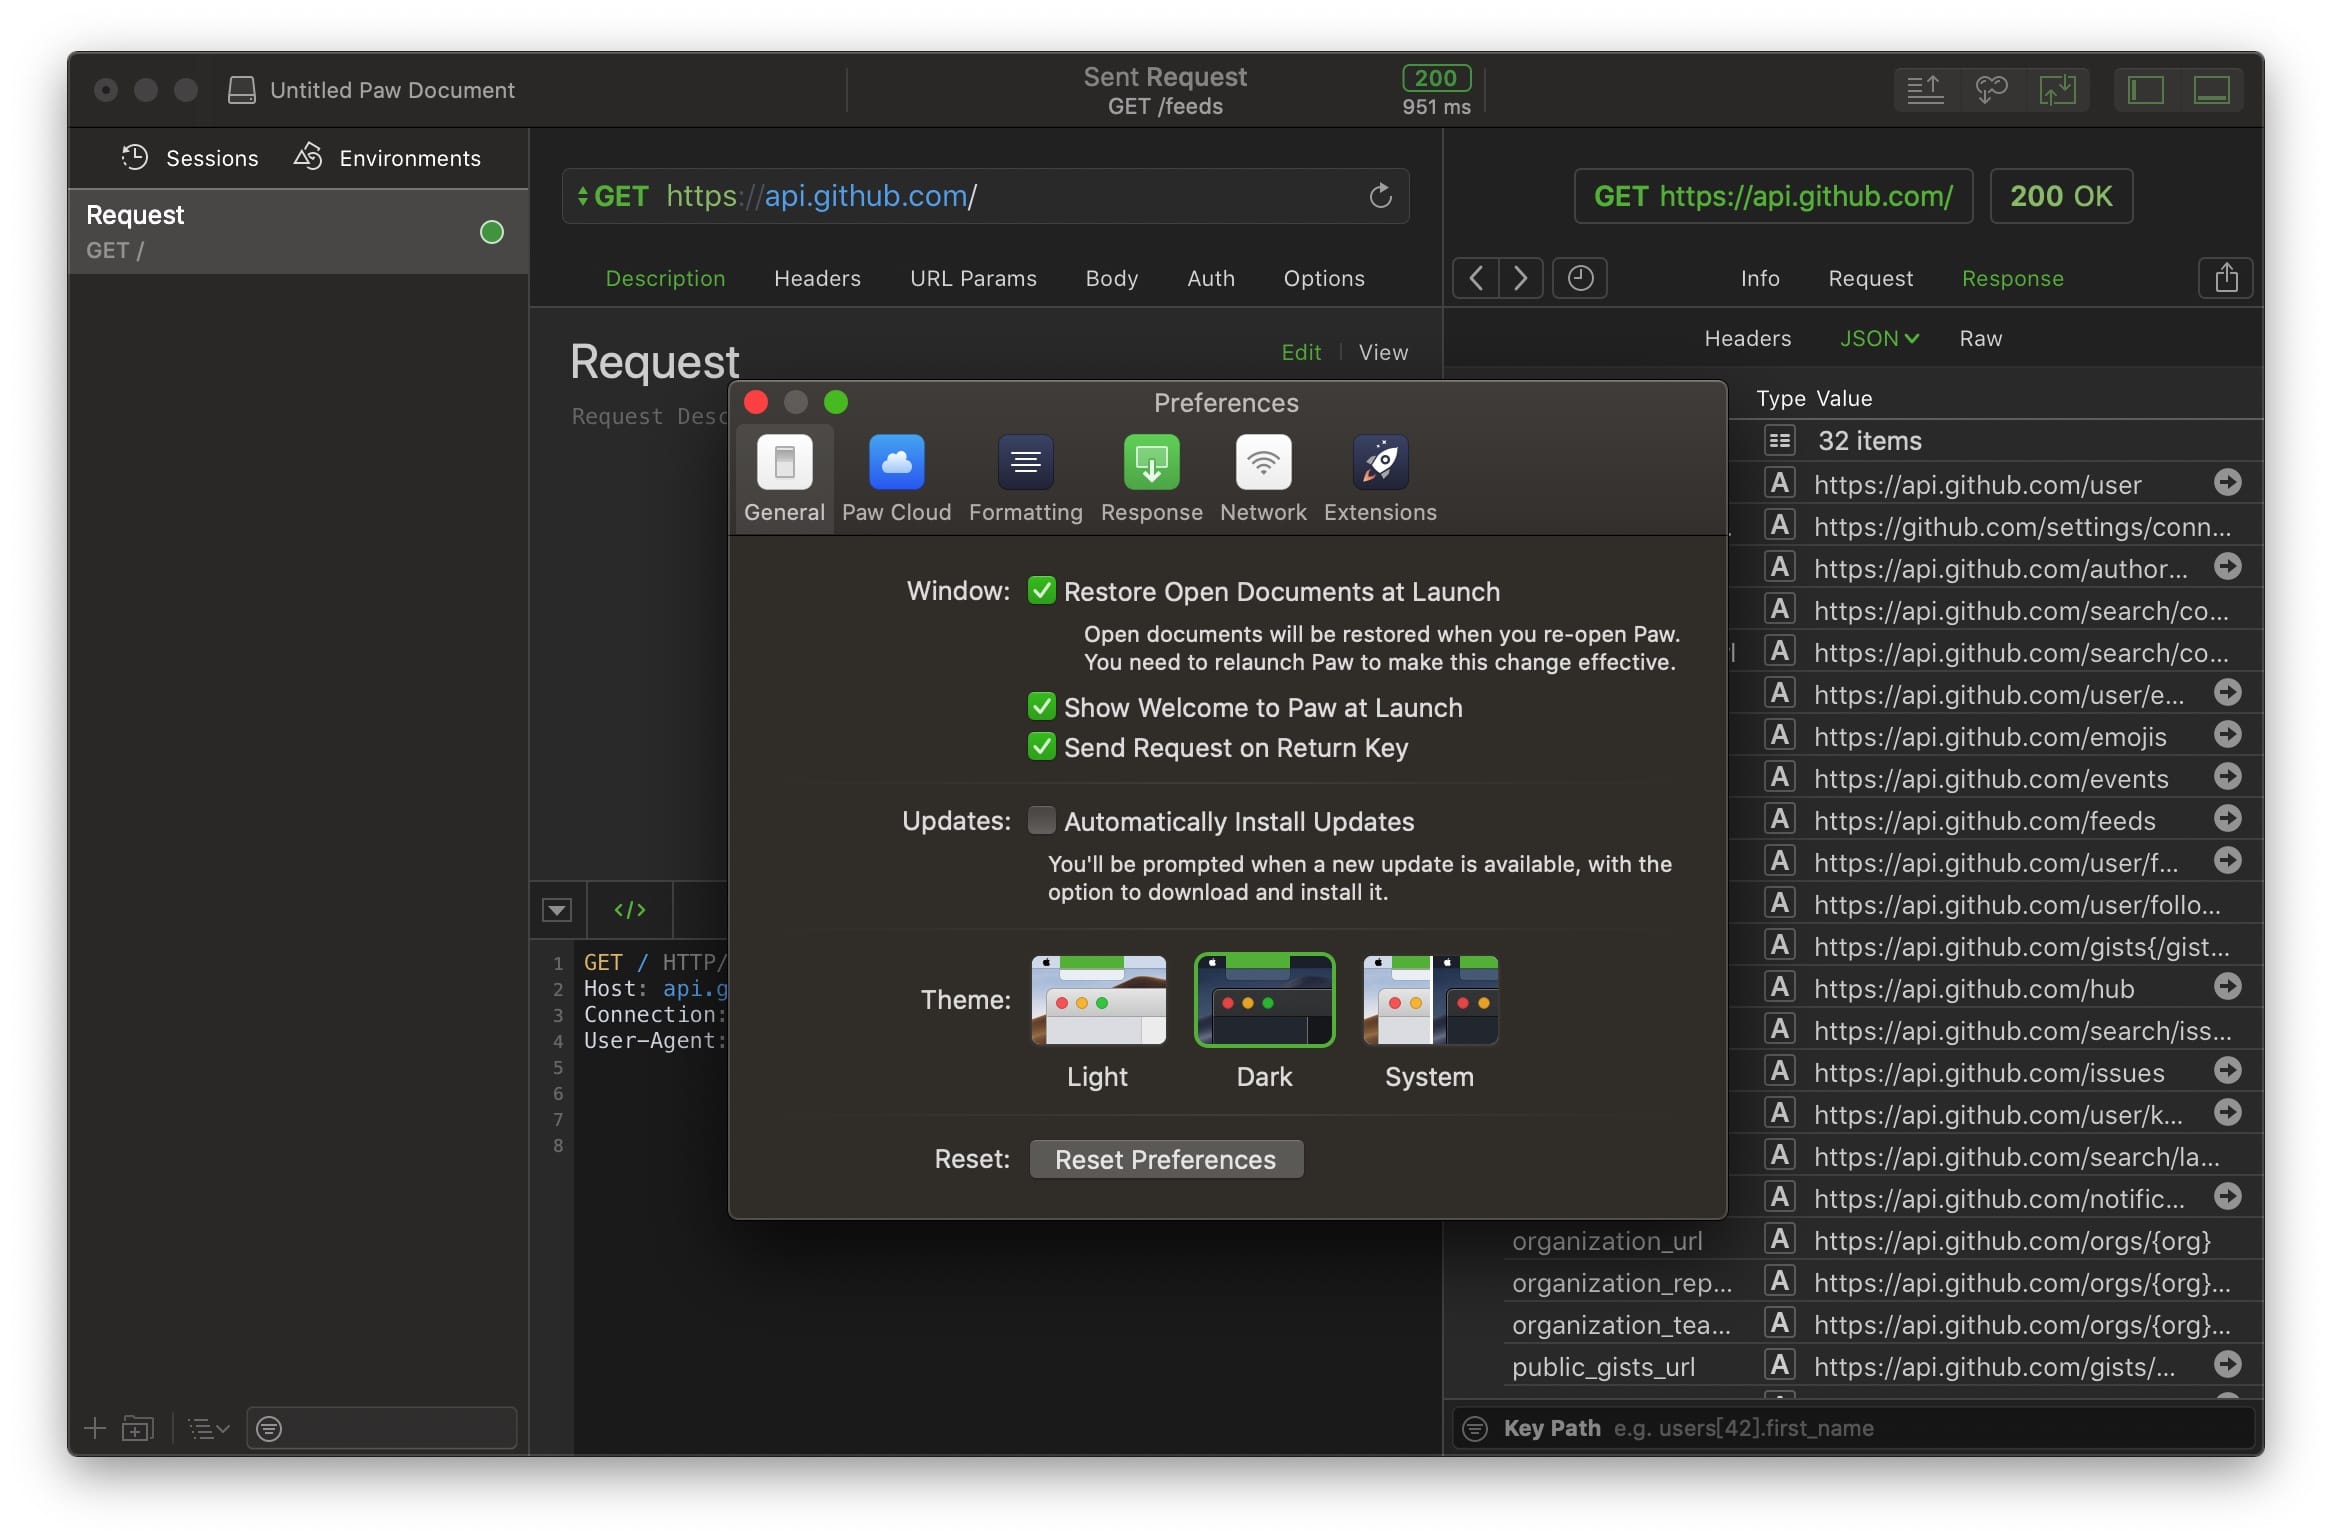 Untitled Paw Document
Sent Request
GET /feeds
200
951 ms
Sessions
Environments
Request
GET /
GET https://api.github.com/
Description
Headers
URL Params
Body
Auth
Options
Request
Edit
View
Request Desc
1 GET / HTTP/
2 Host: api.g
3 Connection:
4 User-Agent:
5
6
7
8
Preferences
General
Paw Cloud
Formatting
Response
Network
Extensions
Window:
Restore Open Documents at Launch
Open documents will be restored when you re-open Paw.
You need to relaunch Paw to make this change effective.
Show Welcome to Paw at Launch
Send Request on Return Key
Updates:
Automatically Install Updates
You'll be prompted when a new update is available, with the
option to download and install it.
Theme:
Light
Dark
System
Reset:
Reset Preferences
GET https://api.github.com/
200 OK
Info
Request
Response
Headers
JSON
Raw
Type Value
32 items
A https://api.github.com/user
A https://github.com/settings/conn...
A https://api.github.com/author...
A https://api.github.com/search/co...
A https://api.github.com/search/co...
A https://api.github.com/user/e...
A https://api.github.com/emojis
A https://api.github.com/events
A https://api.github.com/feeds
A https://api.github.com/user/f...
A https://api.github.com/user/follo...
A https://api.github.com/gists{/gist...
A https://api.github.com/hub
A https://api.github.com/search/iss...
A https://api.github.com/issues
A https://api.github.com/user/k...
A https://api.github.com/search/la...
A https://api.github.com/notific...
organization_url A https://api.github.com/orgs/{org}
organization_rep... A https://api.github.com/orgs/{org}...
organization_tea... A https://api.github.com/orgs/{org}...
public_gists_url A https://api.github.com/gists/...
Key Path e.g. users[42].first_name